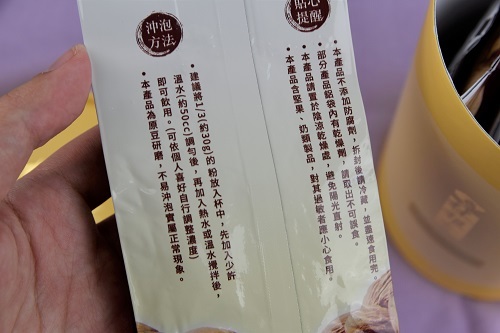 貼心
提醒
• 本產品不添加防腐劑，拆封後請冷藏，並盡速食用完。
• 部分產品鋁袋內有乾燥劑，請取出不可誤食。
• 本產品請置於陰涼乾燥處，避免陽光直射。
• 本產品含堅果、奶類製品，對其過敏者應小心食用。
沖泡
方法
• 建議將1/3(約30g)的粉放入杯中，先加入少許
溫水(約50cc)調勻後，再加入熱水或溫水攪拌後，
即可飲用。(可依個人喜好自行調整濃度)
• 本產品為原豆研磨，不易沖泡實屬正常現象。